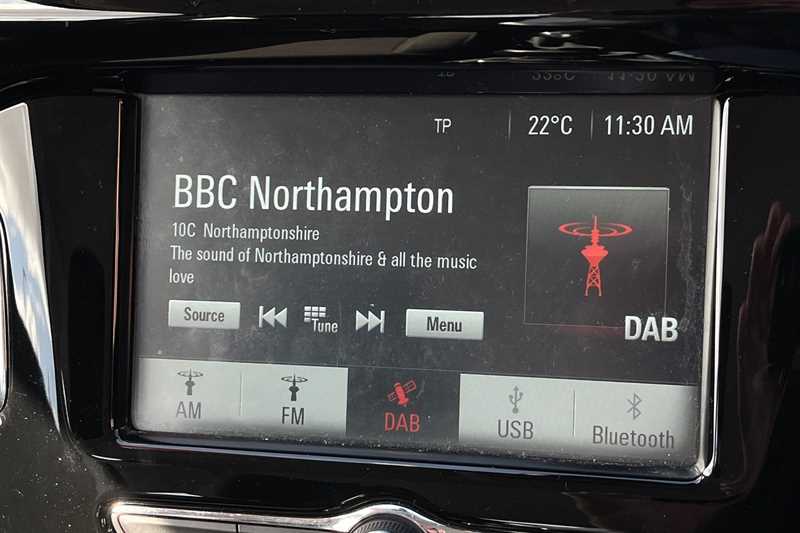 TP 22°C 11:30 AM
BBC Northampton
10C Northamptonshire
The sound of Northamptonshire & all the music
love
Source Tune Menu
DAB
AM FM DAB USB Bluetooth